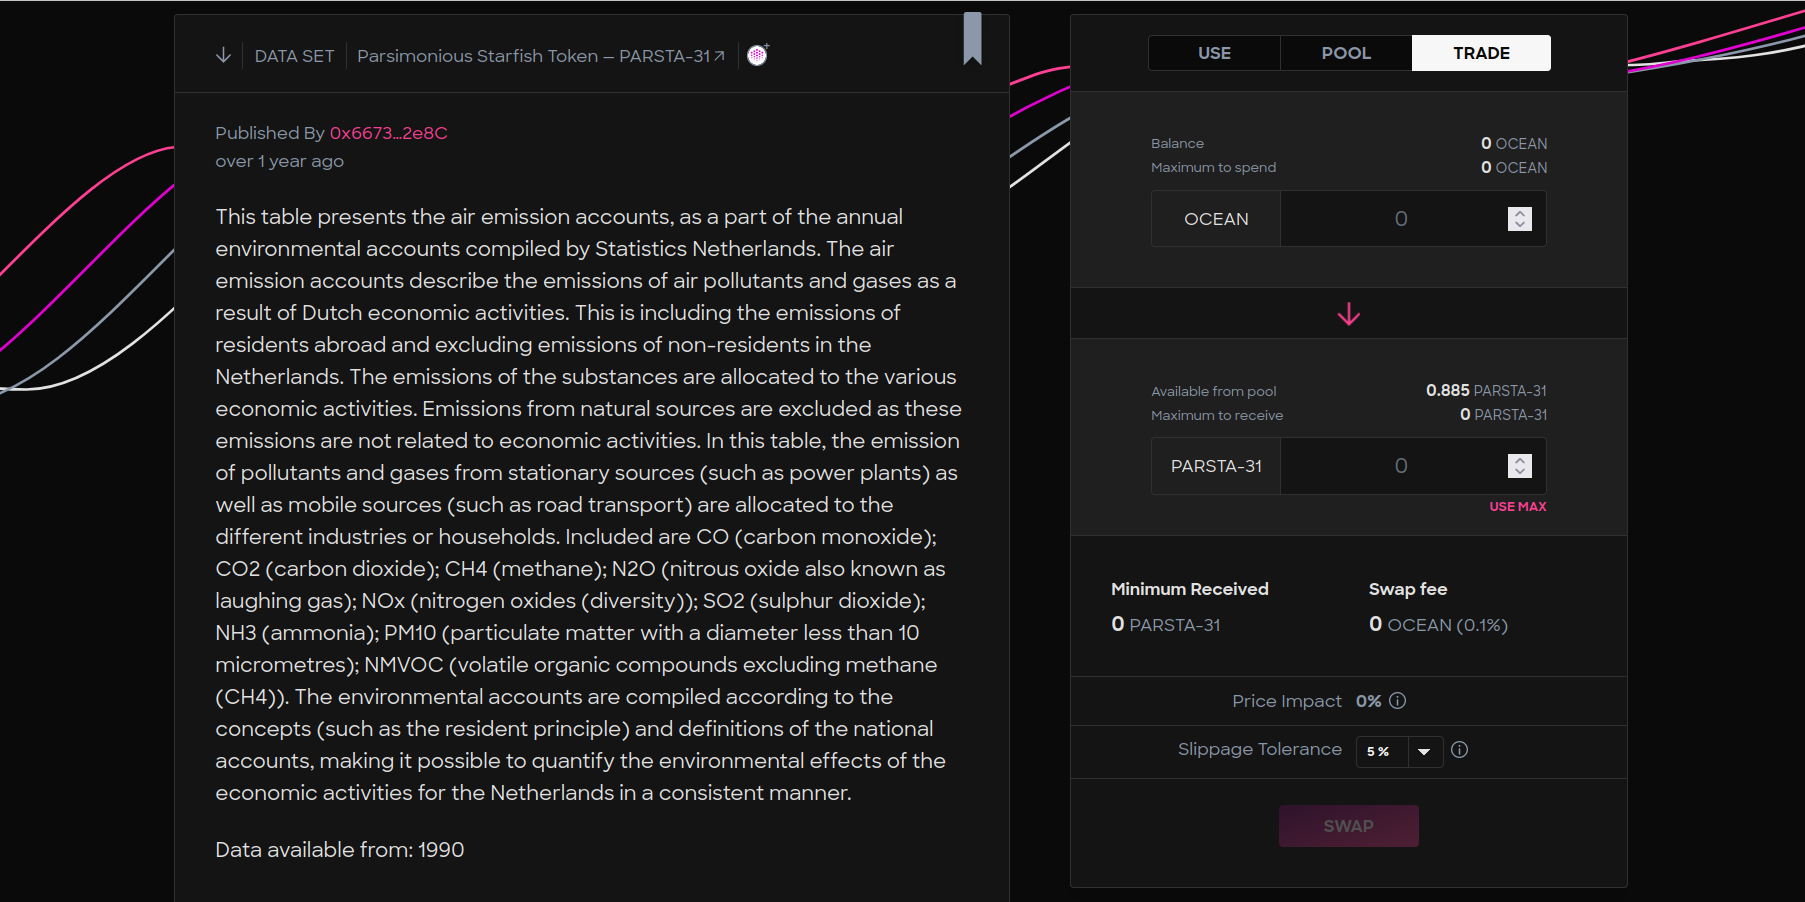 DATA SET
Parsimonious Starfish Token — PARSTA-31
Published By 0x6673...2e8C
over 1 year ago
This table presents the air emission accounts, as a part of the annual
environmental accounts compiled by Statistics Netherlands. The air
emission accounts describe the emissions of air pollutants and gases as a
result of Dutch economic activities. This is including the emissions of
residents abroad and excluding emissions of non-residents in the
Netherlands. The emissions of the substances are allocated to the various
economic activities. Emissions from natural sources are excluded as these
emissions are not related to economic activities. In this table, the emission
of pollutants and gases from stationary sources (such as power plants) as
well as mobile sources (such as road transport) are allocated to the
different industries or households. Included are CO (carbon monoxide);
CO2 (carbon dioxide); CH4 (methane); N2O (nitrous oxide also known as
laughing gas); NOx (nitrogen oxides (diversity)); SO2 (sulphur dioxide);
NH3 (ammonia); PM10 (particulate matter with a diameter less than 10
micrometres); NMVOC (volatile organic compounds excluding methane
(CH4)). The environmental accounts are compiled according to the
concepts (such as the resident principle) and definitions of the national
accounts, making it possible to quantify the environmental effects of the
economic activities for the Netherlands in a consistent manner.
Data available from: 1990
USE POOL TRADE
Balance 0 OCEAN
Maximum to spend 0 OCEAN
OCEAN 0
Available from pool 0.885 PARSTA-31
Maximum to receive 0 PARSTA-31
PARSTA-31 0
USE MAX
Minimum Received
0 PARSTA-31
Swap fee
0 OCEAN (0.1%)
Price Impact 0%
Slippage Tolerance 5 %
SWAP